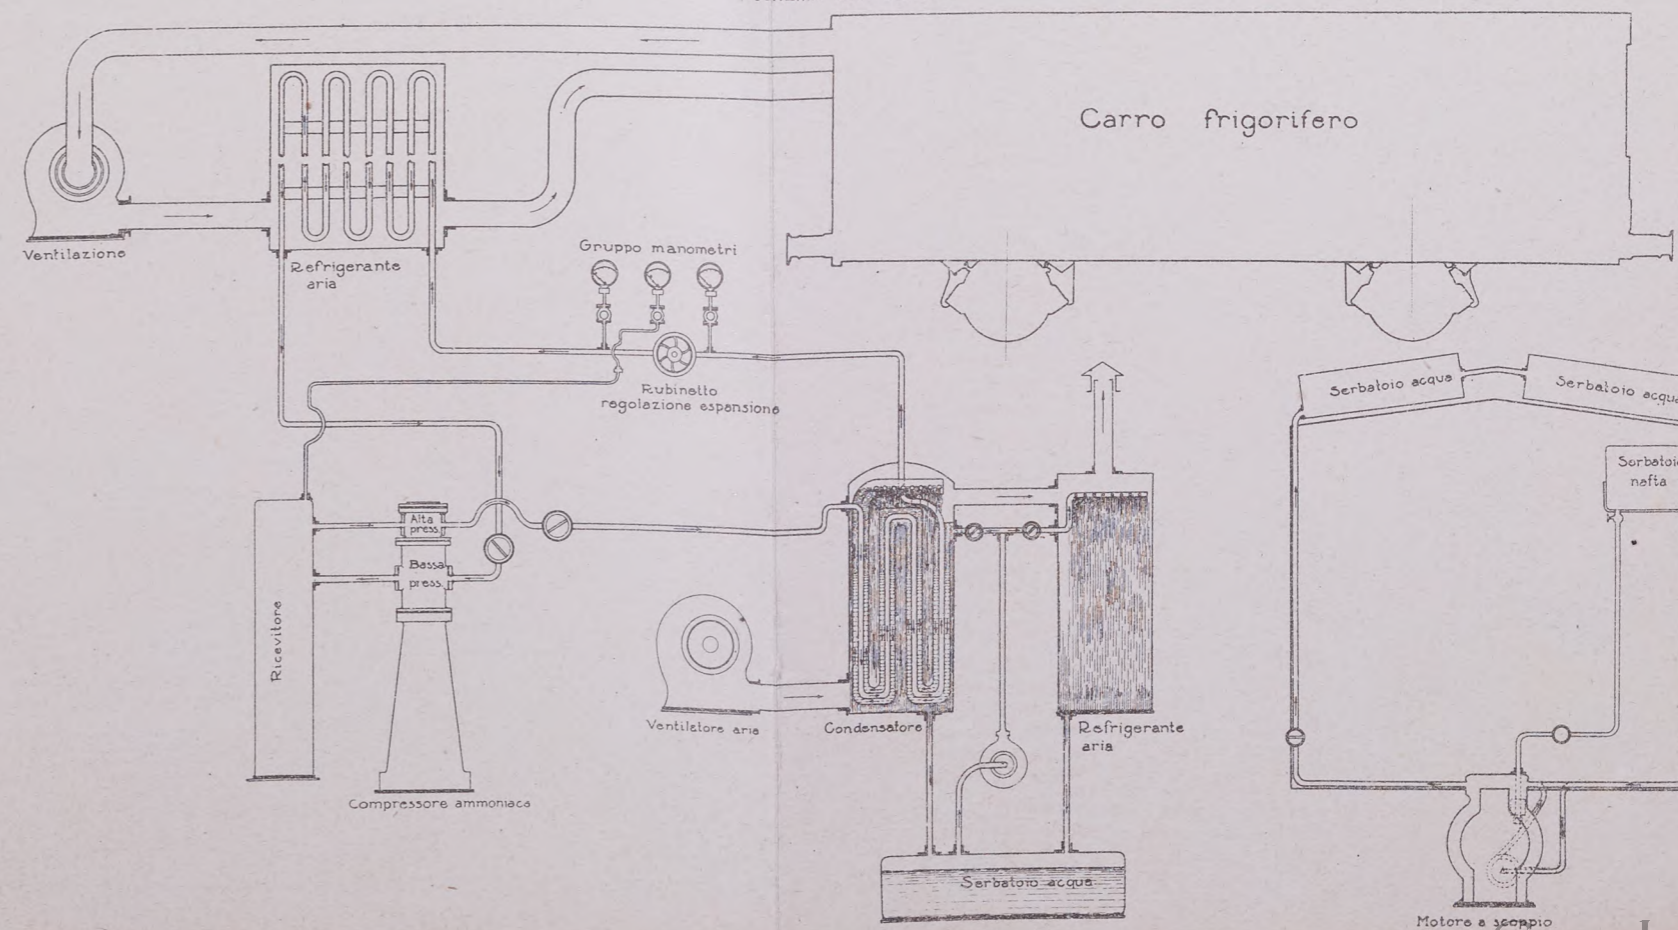 Carro frigorifero
Ventilazione
Refrigerante
aria
Gruppo manometri
Rubinetto
regolazione espansione
Serbatoio acqua
Serbatoio acqua
Serbatoio
nafta
Alta
press.
Bassa
press.
Ricevitore
Compressore ammoniaca
Ventilatore aria
Condensatore
Refrigerante
aria
Serbatoio acqua
Motore a scoppio